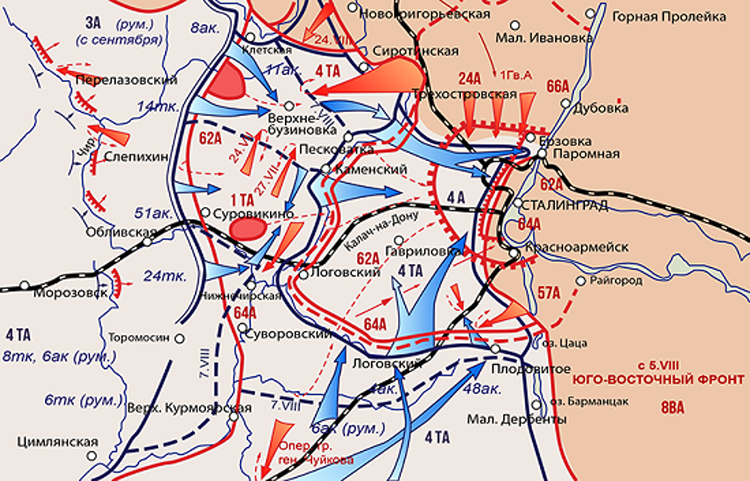 Новогригорьевская
Горная Пролейка
3А (рум.)
(с сентября)
8ак.
Мал. Ивановка
Клетская
24.VII
Сиротинская
11ак.
4 ТА
Перелазовский
24А
1Гв.А
66А
Трехостровская
14тк.
Дубовка
Верхне-
бузиновка
62А
Ерзовка
Чир
Песковатка
Паромная
Слепихин
Каменский
27.VII
62А
1 ТА
4 А
СТАЛИНГРАД
51ак.
Суровикино
64А
Калач-на-Дону
Обливская
Гавриловка
Красноармейск
62А
24тк.
Логовский
4 ТА
Райгород
Морозовск
Нижнечирская
57А
64А
64А
4 ТА
Торомосин
Суворовский
оз. Цаца
8тк, 6ак (рум.)
7.VIII
Логовский
Плодовитое
с 5.VIII
ЮГО-ВОСТОЧНЫЙ ФРОНТ
6тк (рум.)
48ак.
оз. Барманцак
8ВА
Верх. Курмоярская
7.VIII
Мал. Дербенты
6ак (рум.)
4 ТА
Цимлянская
Опер. гр.
ген. Чуйкова